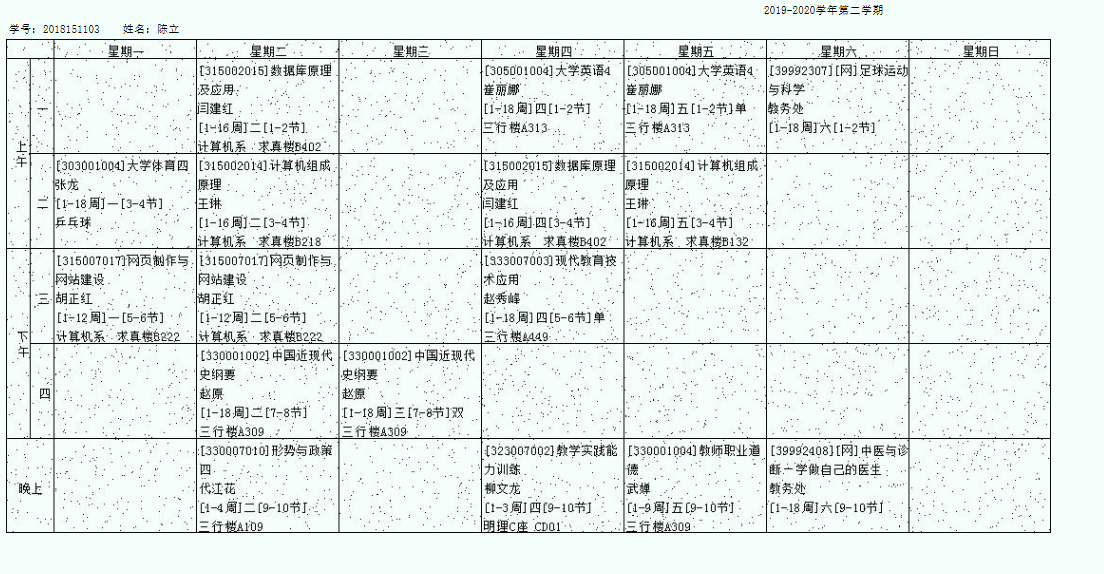 2019-2020学年第二学期
学号：2018151103 姓名：陈立
星期一 星期二 星期三 星期四 星期五 星期六 星期日
上午
一
[315002015]数据库原理
及应用
闫建红
[1-16周]二[1-2节]
计算机系 求真楼B402
[305001004]大学英语4
崔丽娜
[1-18周]四[1-2节]
三行楼A313
[305001004]大学英语4
崔丽娜
[1-18周]五[1-2节]单
三行楼A313
[39992307][网]足球运动
与科学
教务处
[1-18周]六[1-2节]
二
[303001004]大学体育四
张龙
[1-18周]一[3-4节]
乒乓球
[315002014]计算机组成
原理
王琳
[1-16周]二[3-4节]
计算机系 求真楼B218
[315002015]数据库原理
及应用
闫建红
[1-16周]四[3-4节]
计算机系 求真楼B402
[315002014]计算机组成
原理
王琳
[1-16周]五[3-4节]
计算机系 求真楼B132
下午
三
[315007017]网页制作与
网站建设
胡正红
[1-12周]一[5-6节]
计算机系 求真楼B222
[315007017]网页制作与
网站建设
胡正红
[1-12周]二[5-6节]
计算机系 求真楼B222
[333007003]现代教育技
术应用
赵秀峰
[1-18周]四[5-6节]单
三行楼A449
四
[330001002]中国近现代
史纲要
赵原
[1-18周]二[7-8节]
三行楼A309
[330001002]中国近现代
史纲要
赵原
[1-18周]三[7-8节]双
三行楼A309
晚上
[330007010]形势与政策
四
代江花
[1-4周]二[9-10节]
三行楼A109
[323007002]教学实践能
力训练
柳文龙
[1-3周]四[9-10节]
明理C座 CD01
[330001004]教师职业道
德
武婵
[1-9周]五[9-10节]
三行楼A309
[39992408][网]中医与诊
断－学做自己的医生
教务处
[1-18周]六[9-10节]